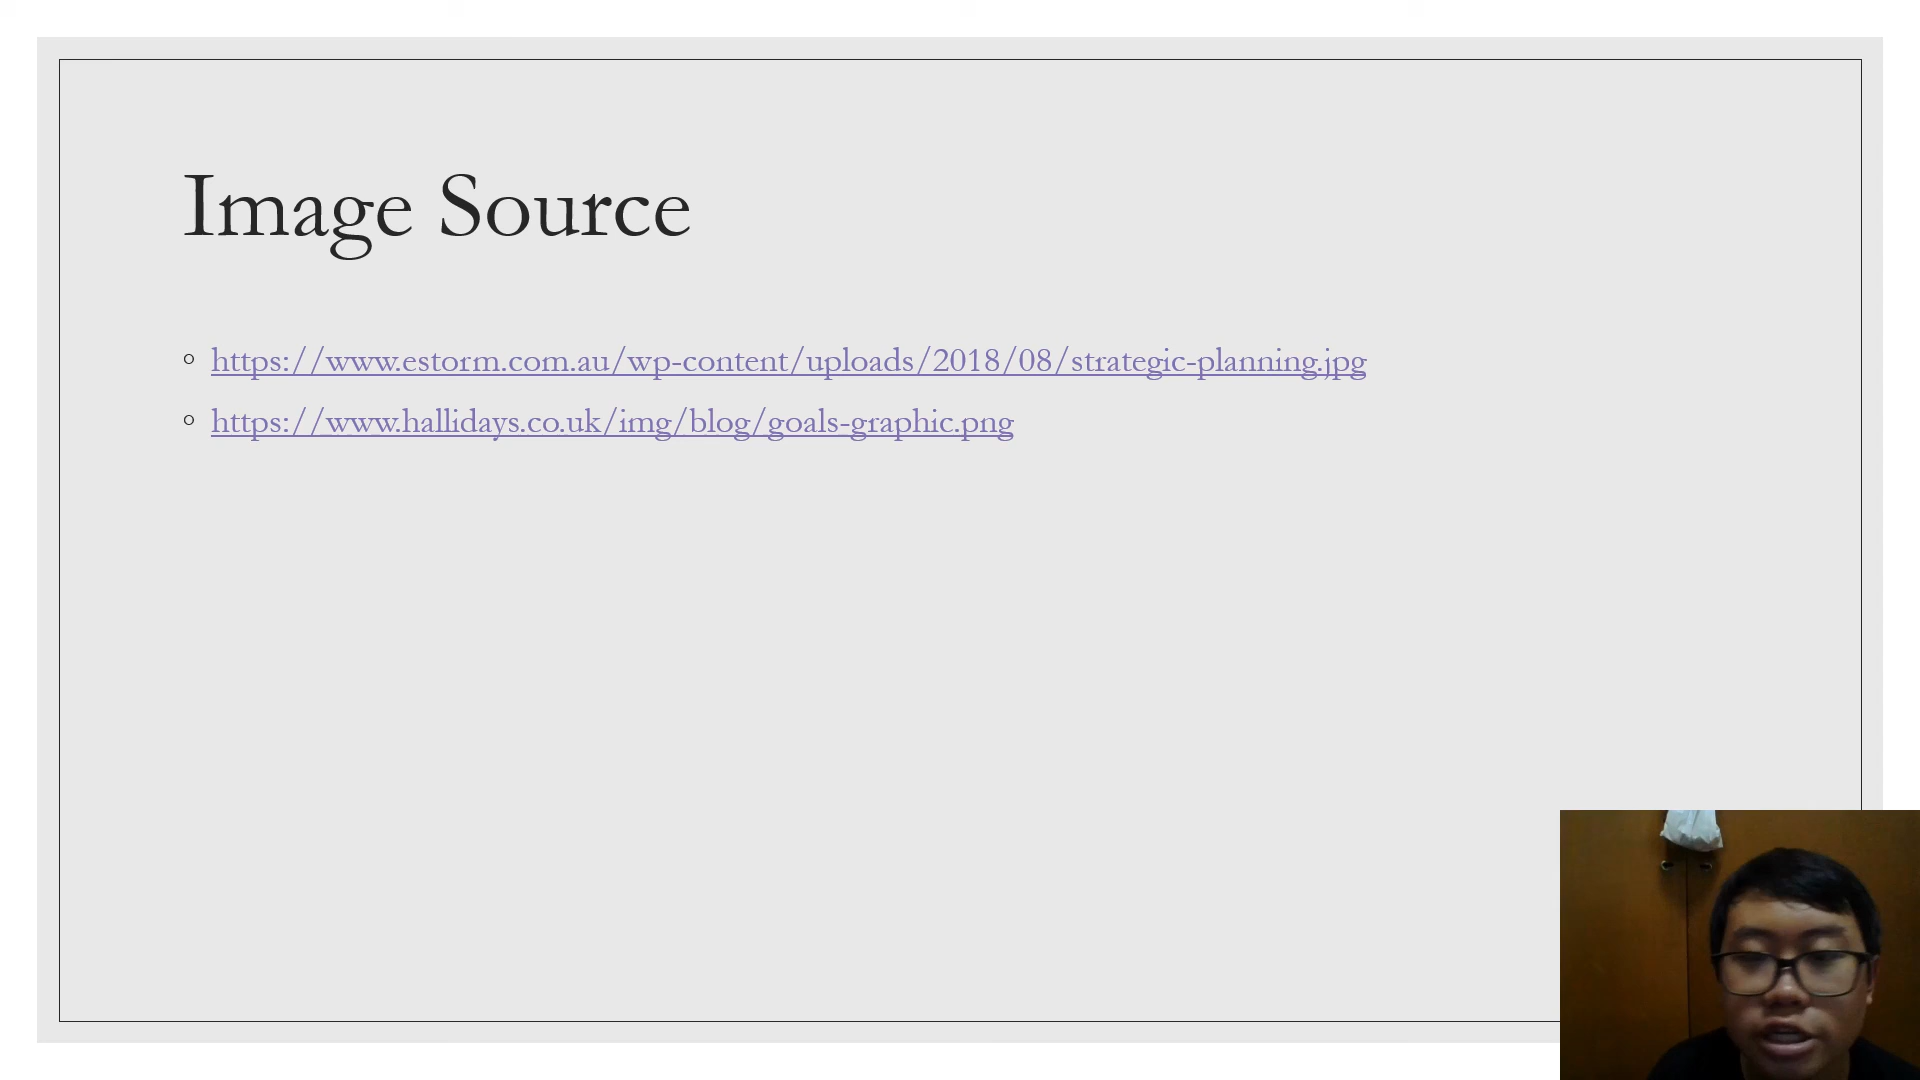 Image Source
https://www.estorm.com.au/wp-content/uploads/2018/08/strategic-planning.jpg
https://www.hallidays.co.uk/img/blog/goals-graphic.png